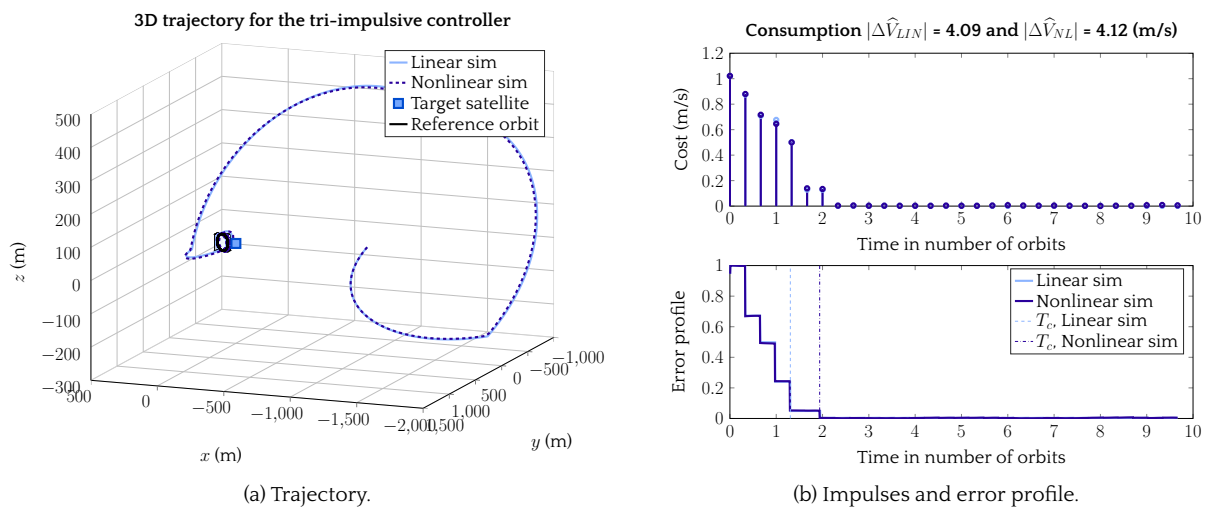 3D trajectory for the tri-impulsive controller
Linear sim
Nonlinear sim
Target satellite
Reference orbit
500
400
300
200
100
0
−100
−200
−300
z (m)
500
0
−500
−1,000
−1,500
−2,000
x (m)
1,500
1,000
500
0
−500
−1,000
y (m)
(a) Trajectory.
Consumption |ΔV̂_LIN| = 4.09 and |ΔV̂_NL| = 4.12 (m/s)
1.2
1
0.8
0.6
0.4
0.2
0
Cost (m/s)
0 1 2 3 4 5 6 7 8 9 10
Time in number of orbits
1
0.8
0.6
0.4
0.2
0
Error profile
Linear sim
Nonlinear sim
T_c, Linear sim
T_c, Nonlinear sim
0 1 2 3 4 5 6 7 8 9 10
Time in number of orbits
(b) Impulses and error profile.